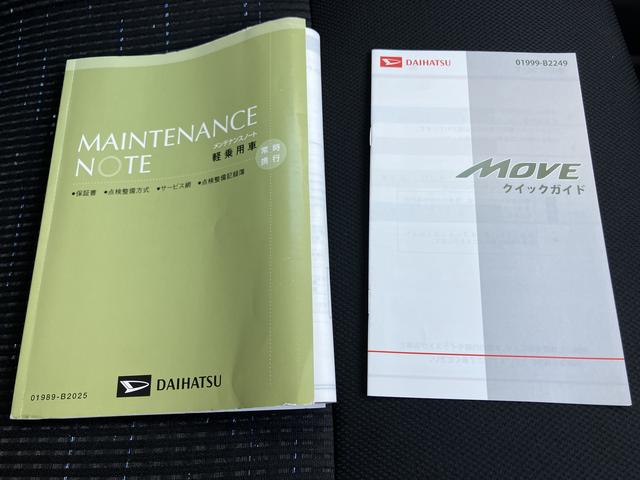 MAINTENANCE
NOTE
メンテナンスノート
軽乗用車
常時
携行
●保証書 ●点検整備方式 ●サービス網 ●点検整備記録簿
DAIHATSU
01989-B2025
DAIHATSU
01999-B2249
MOVE
クイックガイド